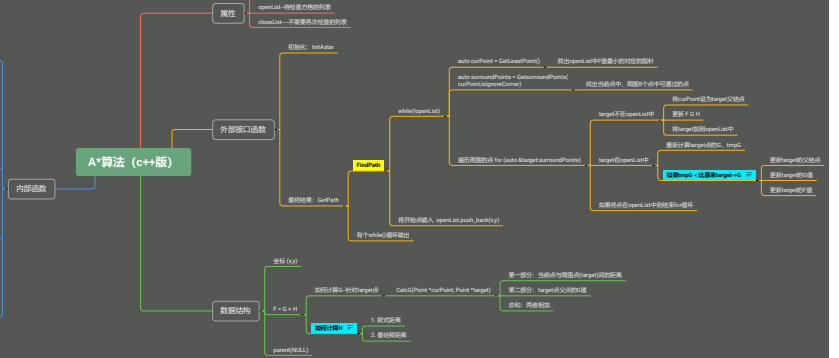 属性
openList--待检查方格的列表
closeList----不需要再次检查的列表
初始化：InitAstar
外部接口函数
auto curPoint = GetLeastPoint()
找出openList中F值最小的对应的指针
auto surroundPoints = GetsurroundPoints(
curPoint,isIgnoreCorner)
找出当前点中，周围8个点中可通过的点
while(!openList)
将curPoint设为target父结点
target不在openList中
更新 F G H
将target加到openList中
A*算法（c++版）
FindPath
遍历周围的点 for (auto &target:surroundPoints)
target在openList中
重新计算target点的G，tmpG
如果tmpG < 比原来target->G
更新target的父结点
更新target的G值
更新target的F值
内部函数
最终结果：GetPath
如果终点在openList中则结束for循环
将开始点输入 openList.push_back(x,y)
有个while()循环输出
坐标 (x,y)
数据结构
F = G + H
如何计算G--针对target点
CalcG(Point *curPoint, Point *target)
第一部分：当前点与周围点(target)间的距离
第二部分：target点父点的G值
总和：两者相加
如何计算H
1. 欧式距离
2. 曼哈顿距离
parent(NULL)